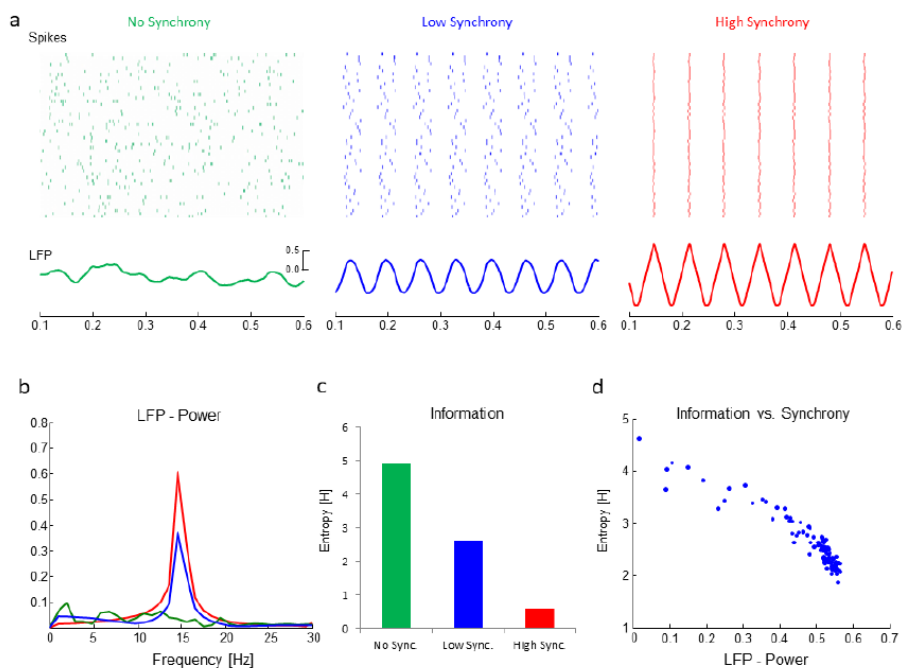 a
No Synchrony
Low Synchrony
High Synchrony
Spikes
LFP
0.5
0.0
0.1 0.2 0.3 0.4 0.5 0.6
0.1 0.2 0.3 0.4 0.5 0.6
0.1 0.2 0.3 0.4 0.5 0.6
b
LFP - Power
0.8
0.7
0.6
0.5
0.4
0.3
0.2
0.1
0 5 10 15 20 25 30
Frequency [Hz]
c
Information
Entropy [H]
6
5
4
3
2
1
0
No Sync. Low Sync. High Sync.
d
Information vs. Synchrony
Entropy [H]
5
4
3
2
1
0 0.1 0.2 0.3 0.4 0.5 0.6 0.7
LFP - Power